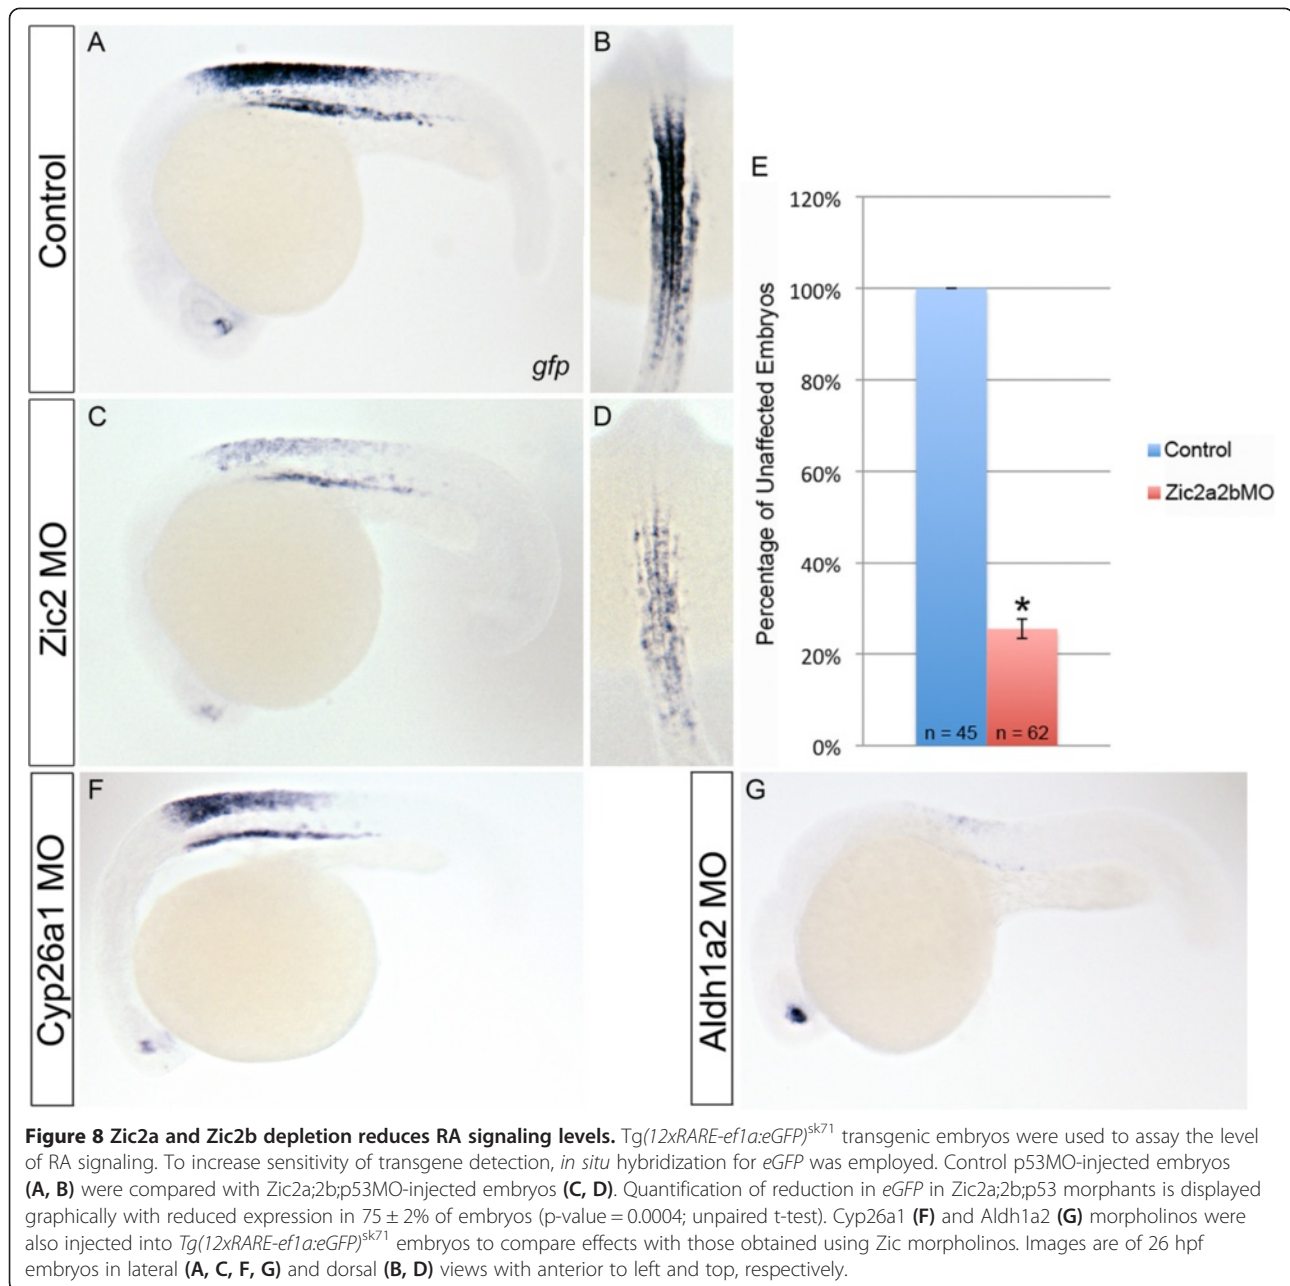 Control
A
gfp
B
Zic2 MO
C
D
E
Percentage of Unaffected Embryos
120%
100%
80%
60%
40%
20%
0%
*
n = 45
n = 62
Control
Zic2a2bMO
Cyp26a1 MO
F
Aldh1a2 MO
G
Figure 8 Zic2a and Zic2b depletion reduces RA signaling levels. Tg(12xRARE-ef1a:eGFP)sk71 transgenic embryos were used to assay the level
of RA signaling. To increase sensitivity of transgene detection, in situ hybridization for eGFP was employed. Control p53MO-injected embryos
(A, B) were compared with Zic2a;2b;p53MO-injected embryos (C, D). Quantification of reduction in eGFP in Zic2a;2b;p53 morphants is displayed
graphically with reduced expression in 75 ± 2% of embryos (p-value = 0.0004; unpaired t-test). Cyp26a1 (F) and Aldh1a2 (G) morpholinos were
also injected into Tg(12xRARE-ef1a:eGFP)sk71 embryos to compare effects with those obtained using Zic morpholinos. Images are of 26 hpf
embryos in lateral (A, C, F, G) and dorsal (B, D) views with anterior to left and top, respectively.